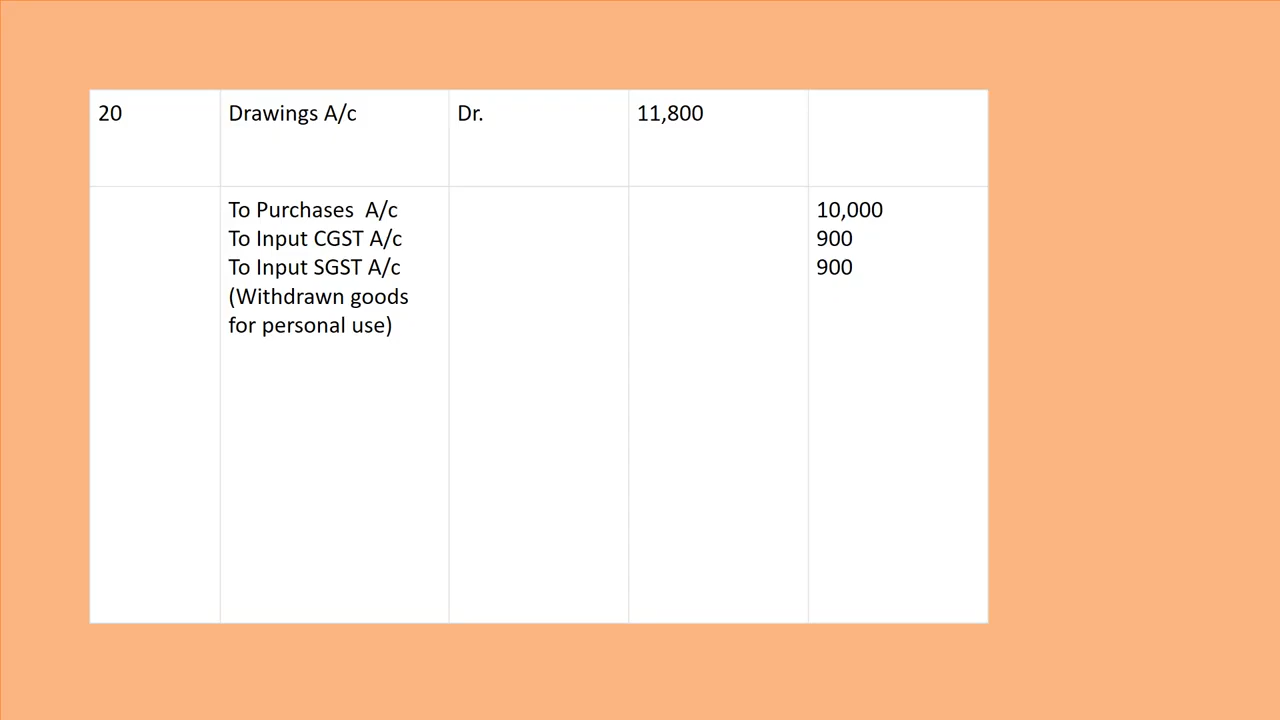 20 Drawings A/c Dr. 11,800
To Purchases  A/c 10,000
To Input CGST A/c 900
To Input SGST A/c 900
(Withdrawn goods
for personal use)